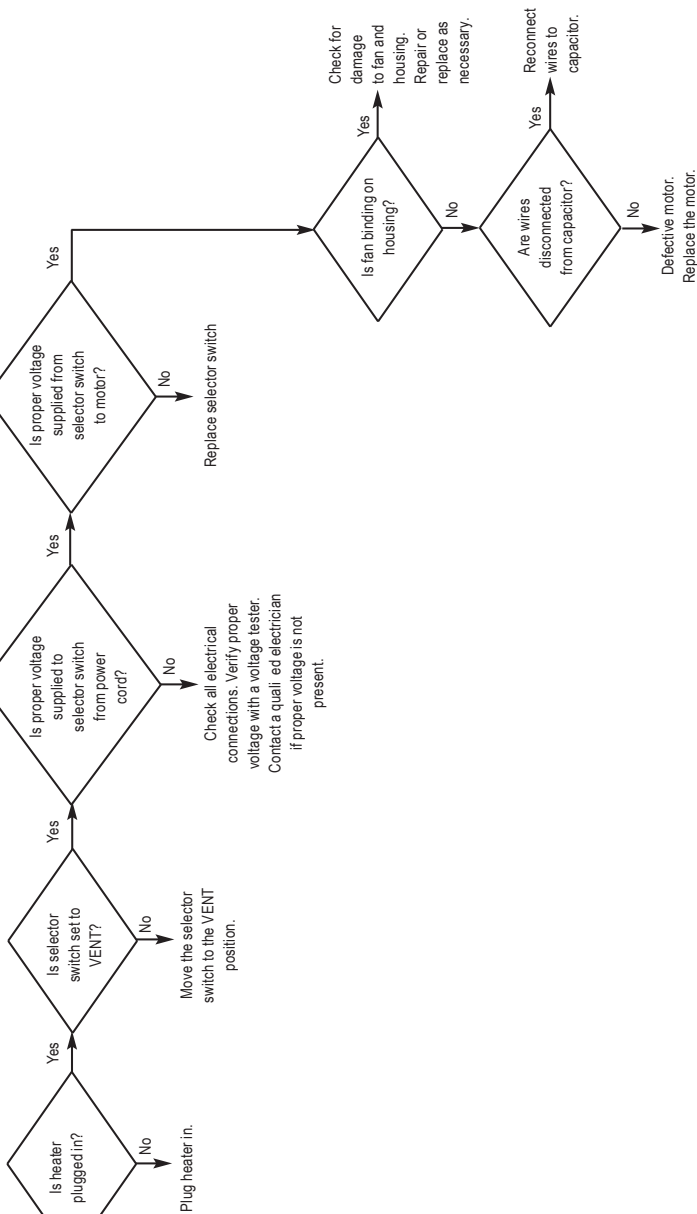 Is heater
plugged in?
Yes
No
Plug heater in.
Is selector
switch set to
VENT?
Yes
No
Move the selector
switch to the VENT
position.
Is proper voltage
supplied to
selector switch
from power
cord?
Yes
No
Check all electrical
connections. Verify proper
voltage with a voltage tester.
Contact a quali ed electrician
if proper voltage is not
present.
Is proper voltage
supplied from
selector switch
to motor?
Yes
No
Replace selector switch
Is fan binding on
housing?
Yes
Check for
damage
to fan and
housing.
Repair or
replace as
necessary.
No
Are wires
disconnected
from capacitor?
Yes
Reconnect
wires to
capacitor.
No
Defective motor.
Replace the motor.